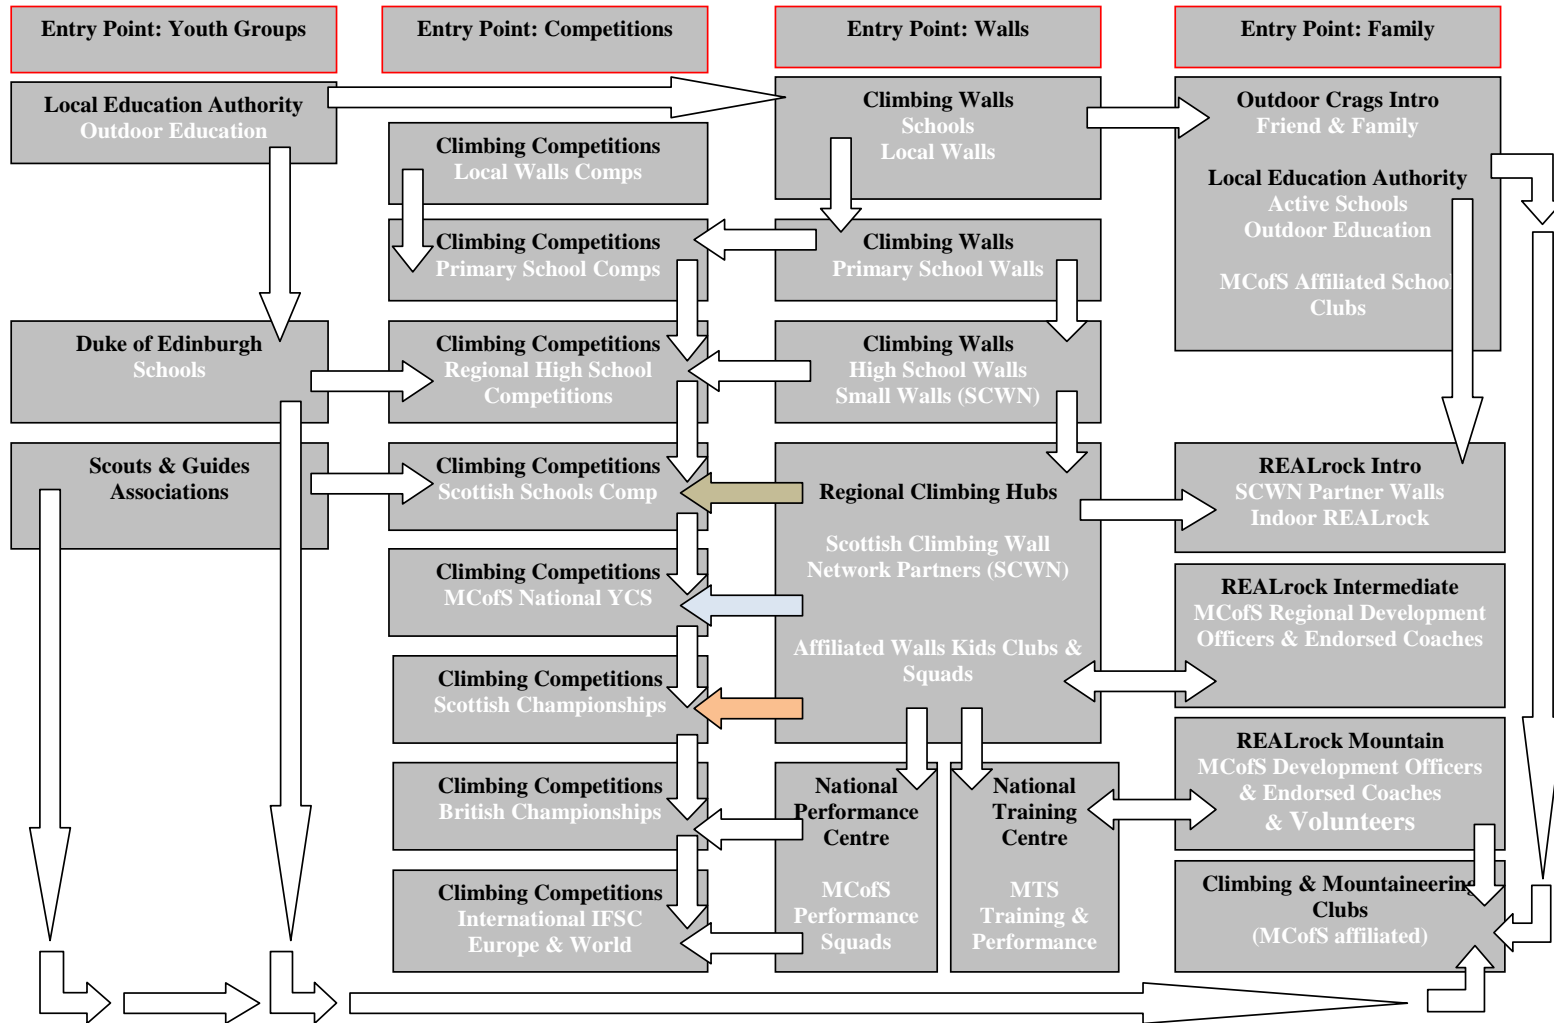 Entry Point: Youth Groups
Entry Point: Competitions
Entry Point: Walls
Entry Point: Family
Local Education Authority
Outdoor Education
Duke of Edinburgh
Schools
Scouts & Guides
Associations
Climbing Competitions
Local Walls Comps
Climbing Competitions
Primary School Comps
Climbing Competitions
Regional High School
Competitions
Climbing Competitions
Scottish Schools Comp
Climbing Competitions
MCofS National YCS
Climbing Competitions
Scottish Championships
Climbing Competitions
British Championships
Climbing Competitions
International IFSC
Europe & World
Climbing Walls
Schools
Local Walls
Climbing Walls
Primary School Walls
Climbing Walls
High School Walls
Small Walls (SCWN)
Regional Climbing Hubs
Scottish Climbing Wall
Network Partners (SCWN)
Affiliated Walls Kids Clubs &
Squads
National
Performance
Centre
MCofS
Performance
Squads
National
Training
Centre
MTS
Training &
Performance
Outdoor Crags Intro
Friend & Family
Local Education Authority
Active Schools
Outdoor Education
MCofS Affiliated School
Clubs
REALrock Intro
SCWN Partner Walls
Indoor REALrock
REALrock Intermediate
MCofS Regional Development
Officers & Endorsed Coaches
REALrock Mountain
MCofS Development Officers
& Endorsed Coaches
& Volunteers
Climbing & Mountaineering
Clubs
(MCofS affiliated)